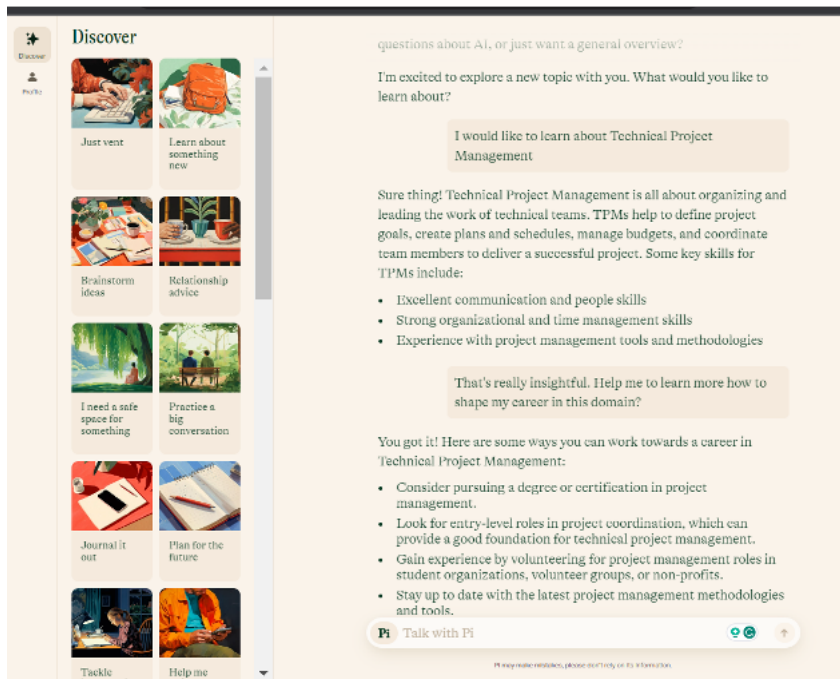 Discover
Profile
Discover
Just vent
Learn about
something
new
Brainstorm
ideas
Relationship
advice
I need a safe
space for
something
Practice a
big
conversation
Journal it
out
Plan for the
future
Tackle
Help me
questions about AI, or just want a general overview?
I'm excited to explore a new topic with you. What would you like to
learn about?
I would like to learn about Technical Project
Management
Sure thing! Technical Project Management is all about organizing and
leading the work of technical teams. TPMs help to define project
goals, create plans and schedules, manage budgets, and coordinate
team members to deliver a successful project. Some key skills for
TPMs include:
• Excellent communication and people skills
• Strong organizational and time management skills
• Experience with project management tools and methodologies
That's really insightful. Help me to learn more how to
shape my career in this domain?
You got it! Here are some ways you can work towards a career in
Technical Project Management:
• Consider pursuing a degree or certification in project
management.
• Look for entry-level roles in project coordination, which can
provide a good foundation for technical project management.
• Gain experience by volunteering for project management roles in
student organizations, volunteer groups, or non-profits.
• Stay up to date with the latest project management methodologies
and tools.
Pi Talk with Pi
Pi may make mistakes, please don't rely on its information.